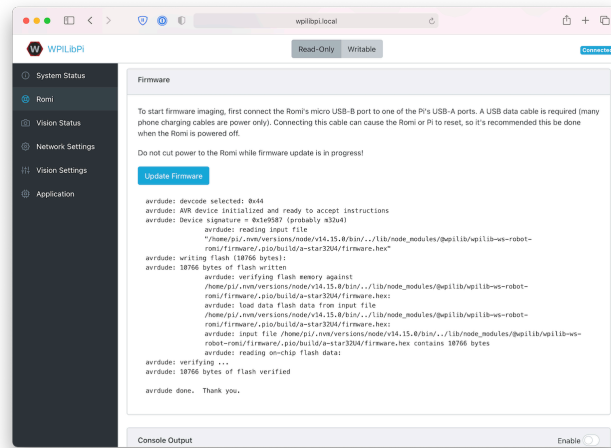 wpilibpi.local
W WPILibPi
Read-Only Writable
Connected
System Status
Romi
Vision Status
Network Settings
Vision Settings
Application
Firmware
To start firmware imaging, first connect the Romi's micro USB-B port to one of the Pi's USB-A ports. A USB data cable is required (many
phone charging cables are power only). Connecting this cable can cause the Romi or Pi to reset, so it's recommended this be done
when the Romi is powered off.
Do not cut power to the Romi while firmware update is in progress!
Update Firmware
avrdude: devcode selected: 0x44
avrdude: AVR device initialized and ready to accept instructions
avrdude: Device signature = 0x1e9587 (probably m32u4)
avrdude: reading input file
"/home/pi/.nvm/versions/node/v14.15.0/bin/../lib/node_modules/@wpilib/wpilib-ws-robot-
romi/firmware/.pio/build/a-star32U4/firmware.hex"
avrdude: writing flash (10766 bytes):
avrdude: 10766 bytes of flash written
avrdude: verifying flash memory against
/home/pi/.nvm/versions/node/v14.15.0/bin/../lib/node_modules/@wpilib/wpilib-ws-robot-
romi/firmware/.pio/build/a-star32U4/firmware.hex:
avrdude: load data flash data from input file
/home/pi/.nvm/versions/node/v14.15.0/bin/../lib/node_modules/@wpilib/wpilib-ws-robot-
romi/firmware/.pio/build/a-star32U4/firmware.hex:
avrdude: input file /home/pi/.nvm/versions/node/v14.15.0/bin/../lib/node_modules/@wpilib/wpilib-ws-
robot-romi/firmware/.pio/build/a-star32U4/firmware.hex contains 10766 bytes
avrdude: reading on-chip flash data:
avrdude: verifying ...
avrdude: 10766 bytes of flash verified
avrdude done.  Thank you.
Console Output
Enable